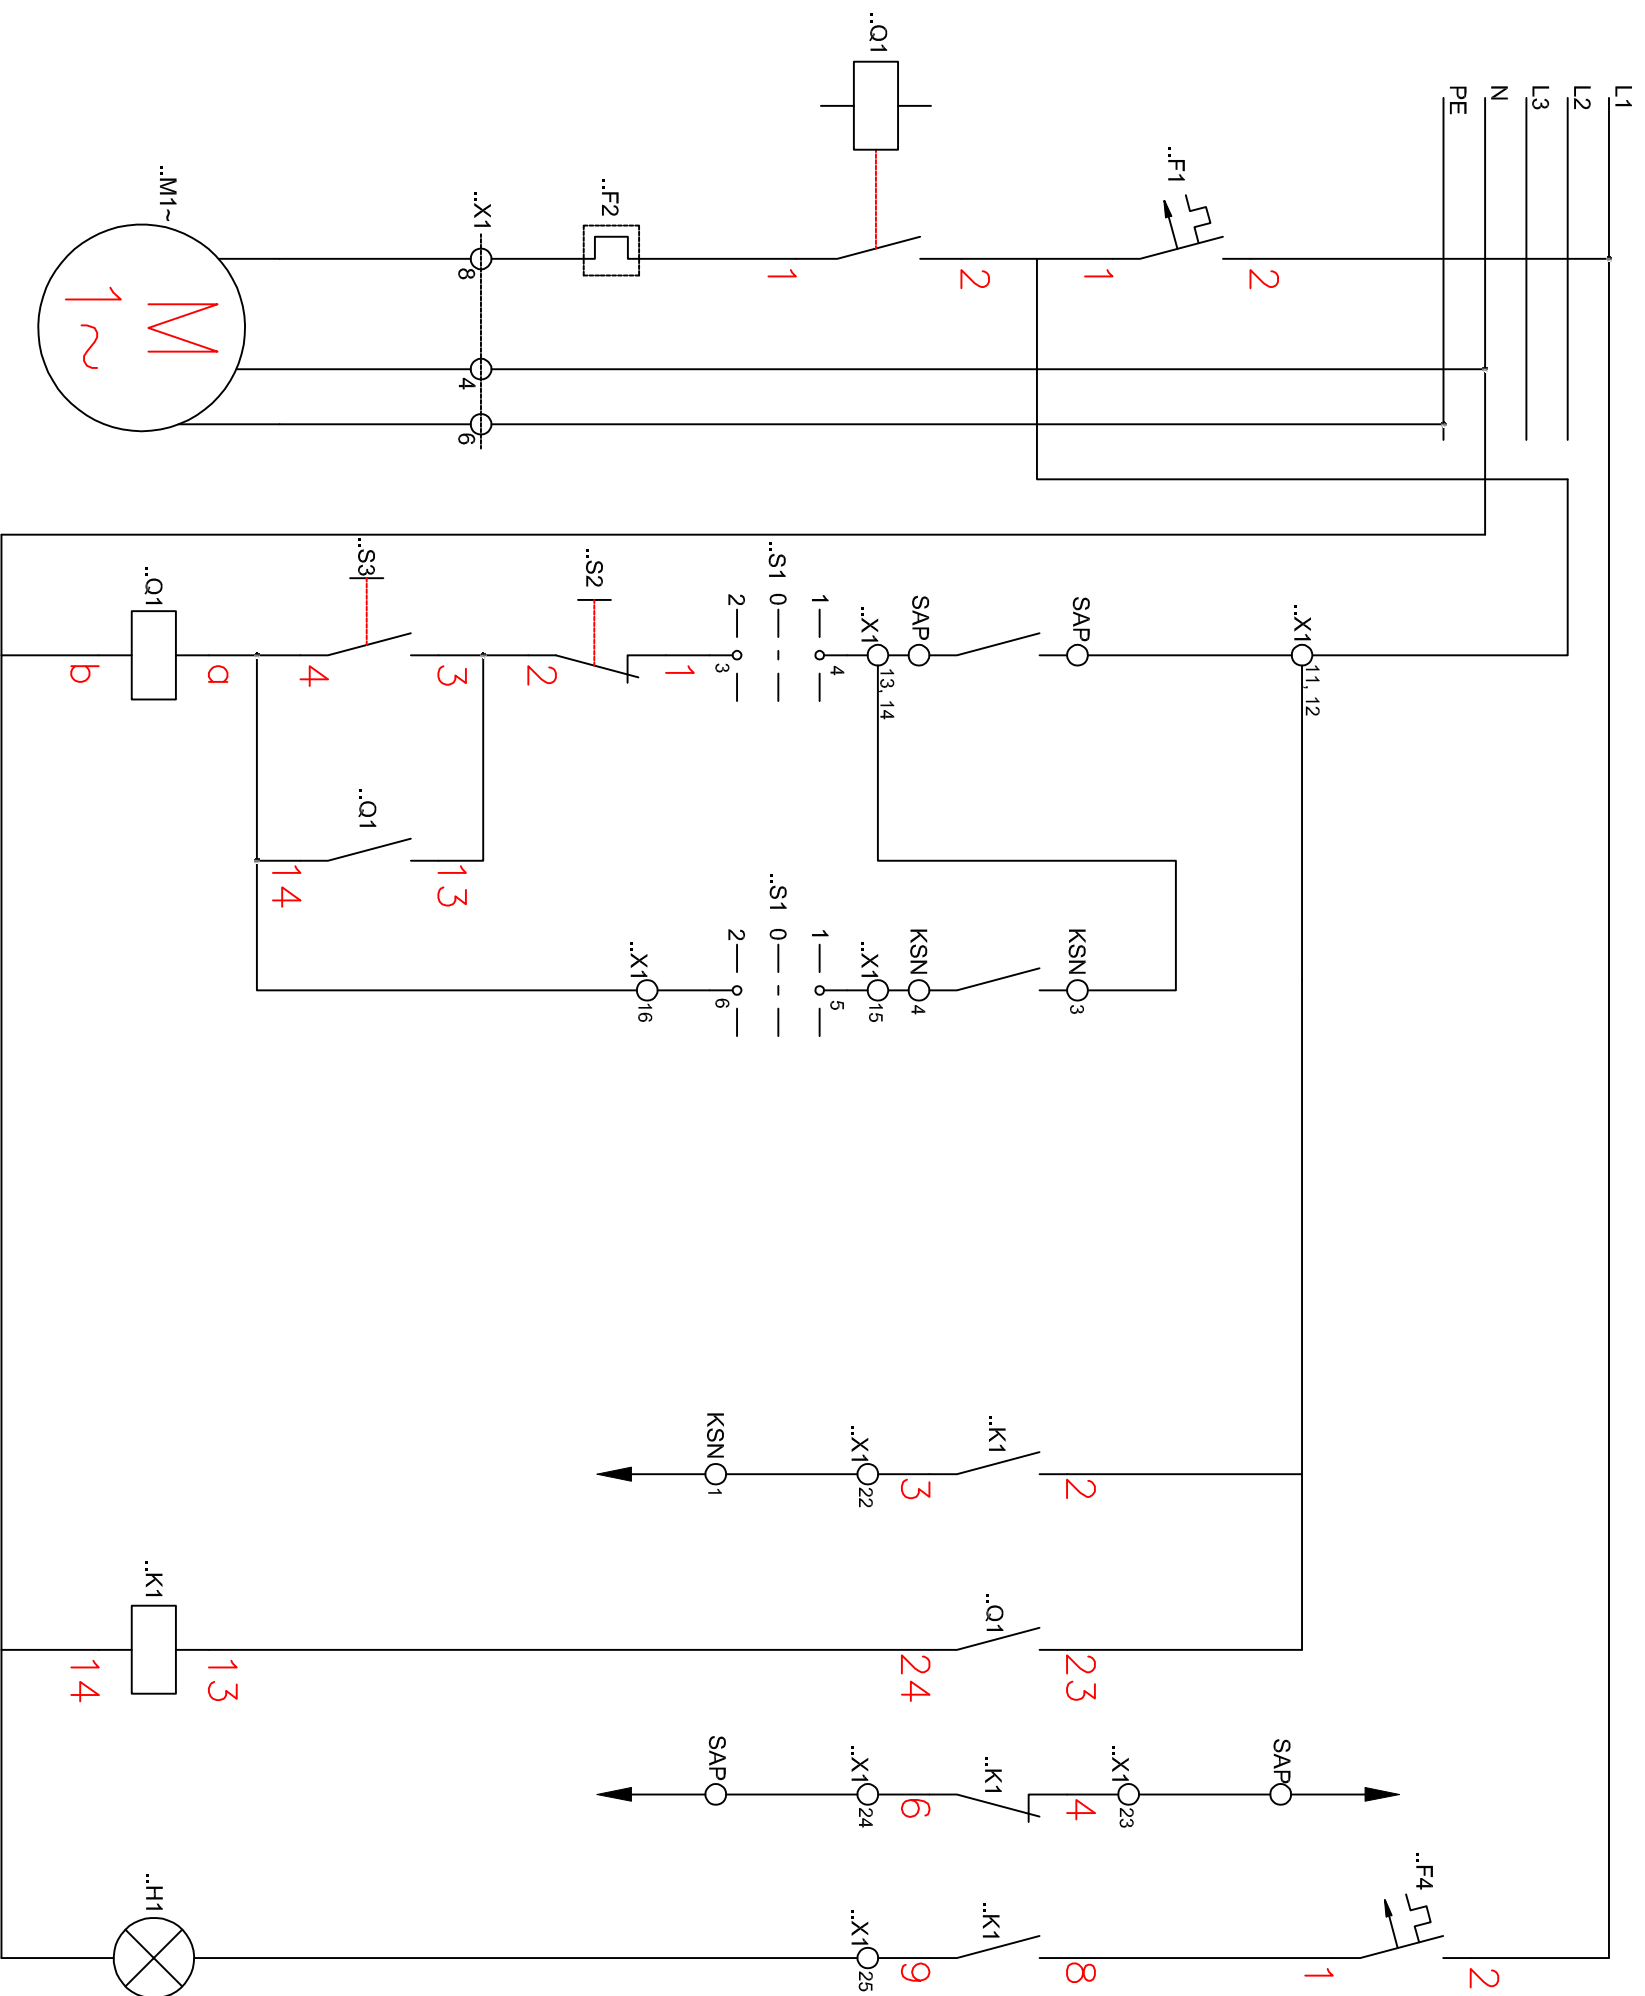 L1
L2
L3
N
PE
..F1
2
1
..Q1
2
1
..F2
..X1
8
4
6
..M1~
M
1~
..X1
11, 12
SAP
SAP
..X1
13, 14
..S1
1
0
2
4
3
..S2
1
2
..S3
3
4
..Q1
a
b
..Q1
13
14
KSN
3
KSN
4
..X1
15
..S1
1
0
2
5
6
..X1
16
..K1
2
3
..X1
22
KSN
1
..Q1
23
24
..K1
13
14
SAP
..X1
23
..K1
4
6
..X1
24
SAP
..F4
2
1
..K1
8
9
..X1
25
..H1